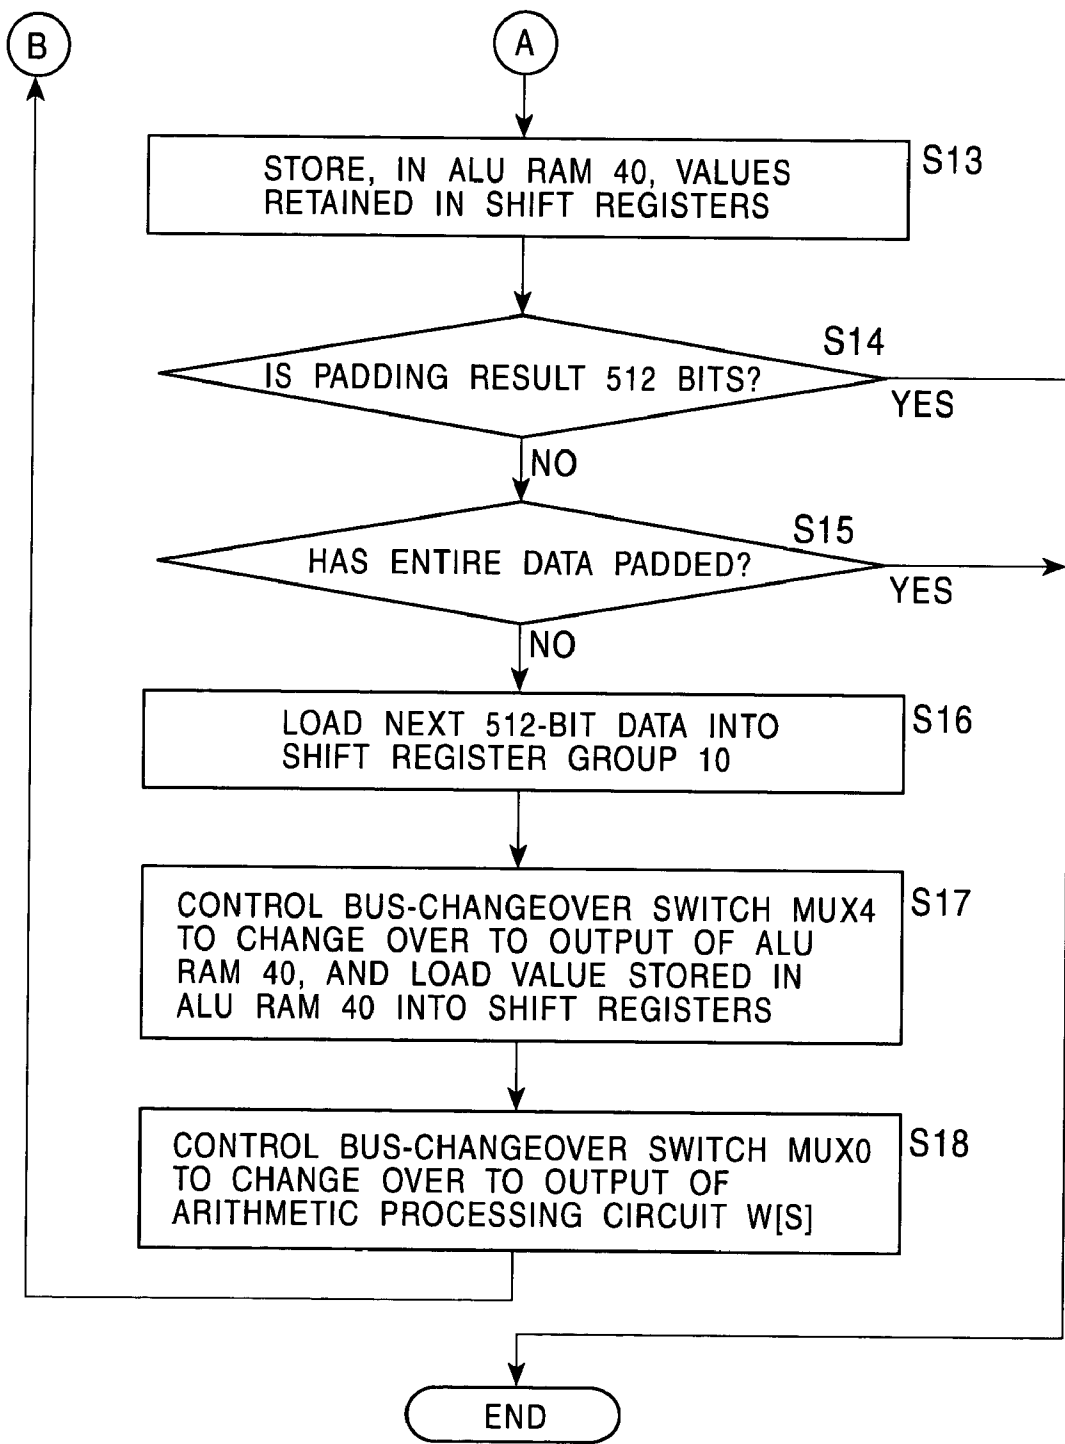 B
A
STORE, IN ALU RAM 40, VALUES
RETAINED IN SHIFT REGISTERS
S13
IS PADDING RESULT 512 BITS?
S14
YES
NO
HAS ENTIRE DATA PADDED?
S15
YES
NO
LOAD NEXT 512-BIT DATA INTO
SHIFT REGISTER GROUP 10
S16
CONTROL BUS-CHANGEOVER SWITCH MUX4
TO CHANGE OVER TO OUTPUT OF ALU
RAM 40, AND LOAD VALUE STORED IN
ALU RAM 40 INTO SHIFT REGISTERS
S17
CONTROL BUS-CHANGEOVER SWITCH MUX0
TO CHANGE OVER TO OUTPUT OF
ARITHMETIC PROCESSING CIRCUIT W[S]
S18
END